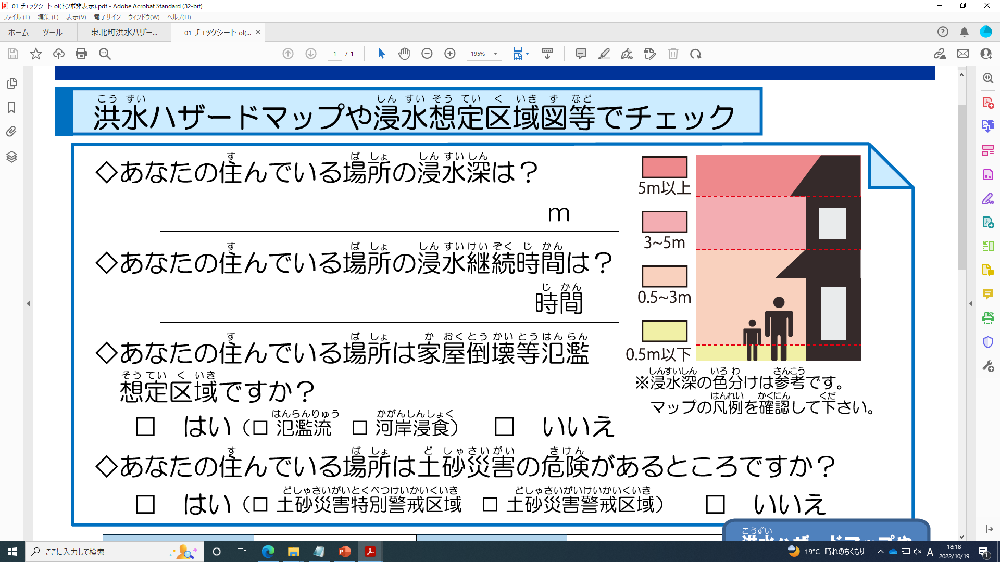 01_チェックシート_ol(トンボ非表示).pdf - Adobe Acrobat Standard (32-bit)
ファイル(F) 編集(E) 表示(V) 電子サイン ウィンドウ(W) ヘルプ(H)
ホーム ツール 東北町洪水ハザー... 01_チェックシート_ol(... ×
1 / 1 195%
こう ずい しん すい そう てい く いき ず など
洪水ハザードマップや浸水想定区域図等でチェック
す ば しょ しん すい しん
◇あなたの住んでいる場所の浸水深は？
m
す ば しょ しん すい けい ぞく じ かん
◇あなたの住んでいる場所の浸水継続時間は？
じ かん
時間
す ば しょ か おく とう かい とう はん らん
◇あなたの住んでいる場所は家屋倒壊等氾濫
そう てい く いき
想定区域ですか？
はんらんりゅう かがんしんしょく
□ はい（□ 氾濫流 □ 河岸浸食） □ いいえ
す ば しょ ど しゃ さい がい き けん
◇あなたの住んでいる場所は土砂災害の危険があるところですか？
どしゃさいがいとくべつけいかいくいき どしゃさいがいけいかいくいき
□ はい（□ 土砂災害特別警戒区域 □ 土砂災害警戒区域） □ いいえ
5m以上
3~5m
0.5~3m
0.5m以下
しんすいしん いろ わ さんこう
※浸水深の色分けは参考です。
はんれい かくにん くだ
マップの凡例を確認して下さい。
こうずい
洪水ハザードマップや
ここに入力して検索
19°C 晴れのちくもり
A
18:18
2022/10/19
1